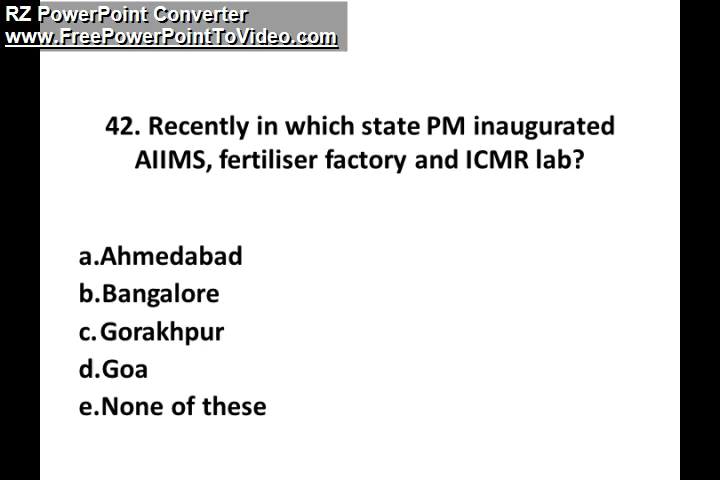 RZ PowerPoint Converter
www.FreePowerPointToVideo.com
42. Recently in which state PM inaugurated
AIIMS, fertiliser factory and ICMR lab?
a.Ahmedabad
b.Bangalore
c.Gorakhpur
d.Goa
e.None of these